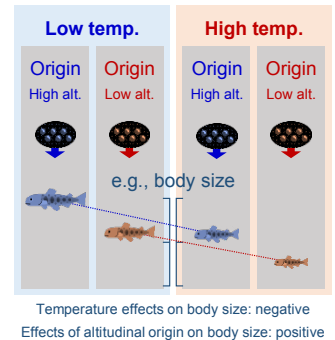 Low temp. High temp.
Origin Origin Origin Origin
High alt. Low alt. High alt. Low alt.
e.g., body size
Temperature effects on body size: negative
Effects of altitudinal origin on body size: positive